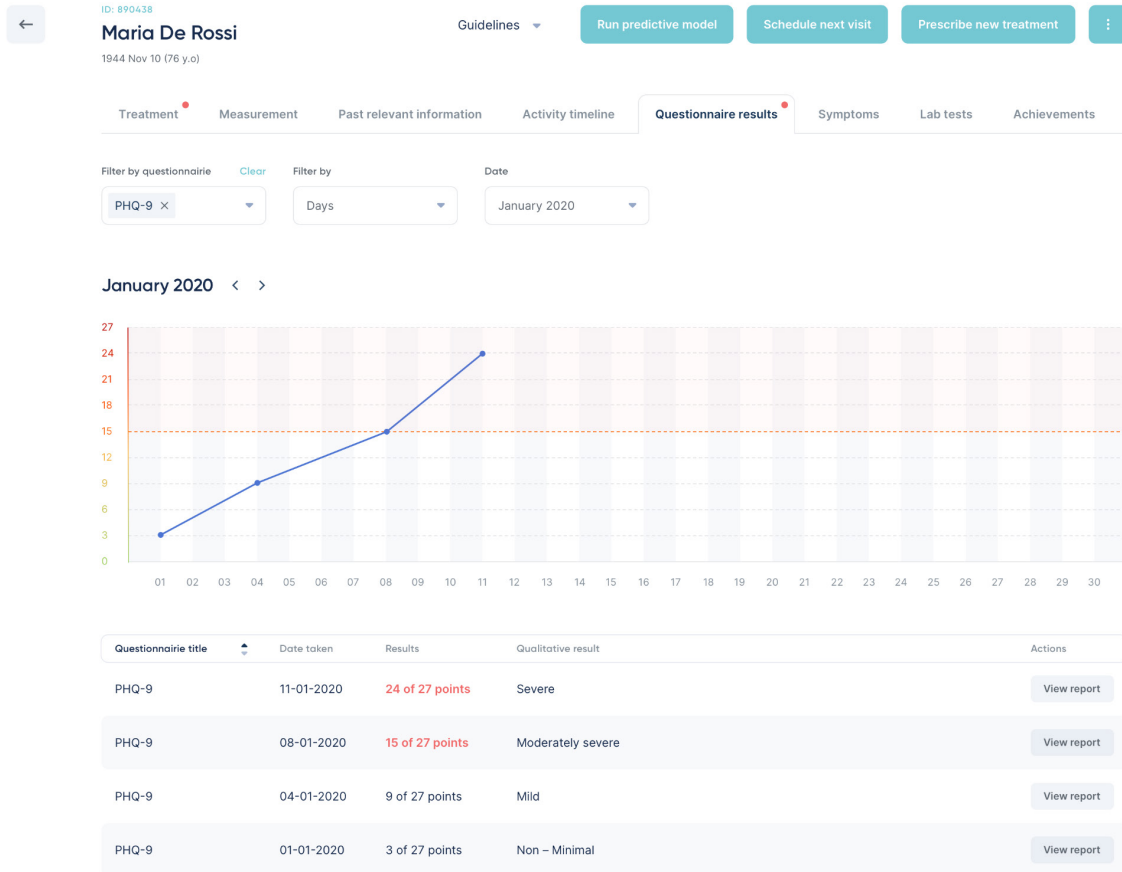 ID: 890438
Maria De Rossi
1944 Nov 10 (76 y.o)
Guidelines
Run predictive model
Schedule next visit
Prescribe new treatment
Treatment
Measurement
Past relevant information
Activity timeline
Questionnaire results
Symptoms
Lab tests
Achievements
Filter by questionnairie
Clear
Filter by
Date
PHQ-9 ×
Days
January 2020
January 2020 < >
27
24
21
18
15
12
9
6
3
0
01 02 03 04 05 06 07 08 09 10 11 12 13 14 15 16 17 18 19 20 21 22 23 24 25 26 27 28 29 30
Questionnairie title Date taken Results Qualitative result Actions
PHQ-9 11-01-2020 24 of 27 points Severe View report
PHQ-9 08-01-2020 15 of 27 points Moderately severe View report
PHQ-9 04-01-2020 9 of 27 points Mild View report
PHQ-9 01-01-2020 3 of 27 points Non – Minimal View report